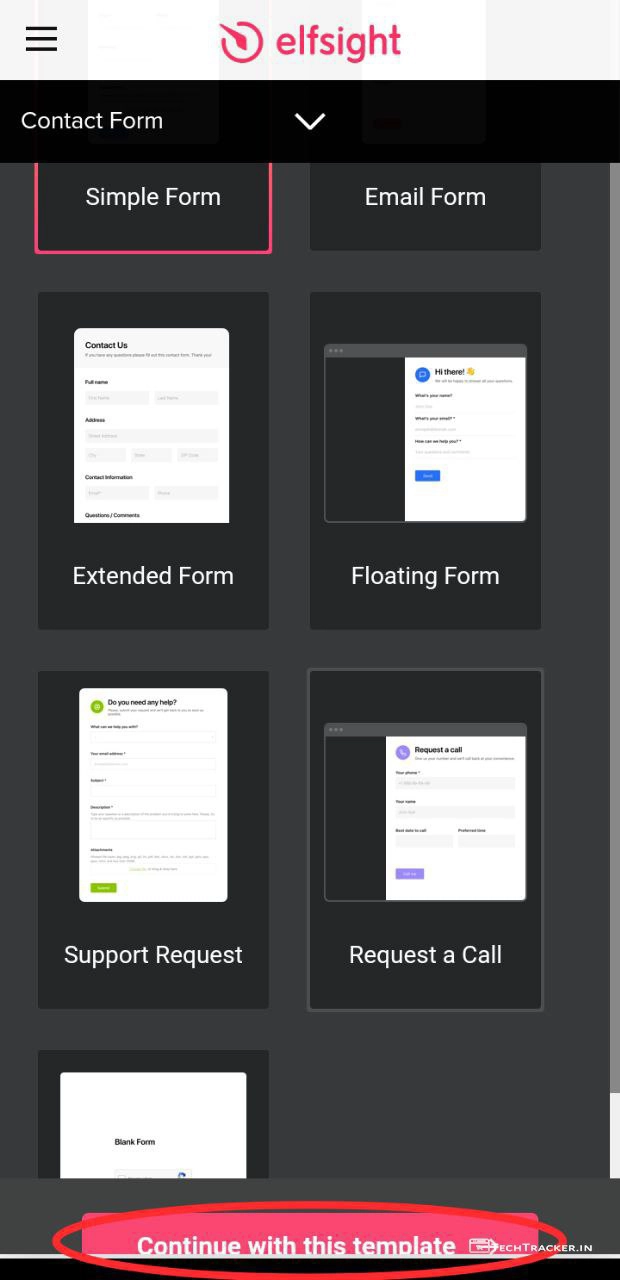 elfsight
Contact Form
Simple Form
Email Form
Contact Us
If you have any questions please fill out this contact form. Thank you!
Full name
First Name
Last Name
Address
Street Address
City
State
ZIP Code
Contact Information
Email*
Phone
Questions / Comments
Extended Form
Hi there! 👋
We will be happy to answer all your questions.
What's your name?
What's your email? *
How can we help you? *
Your questions and comments
Send
Floating Form
Do you need any help?
What can we help you with?
Your email address *
Subject *
Description *
Attachments
Submit
Support Request
Request a call
Your phone *
Your name
Best date to call
Preferred time
Call me
Request a Call
Blank Form
Continue with this template
TECHTRACKER.IN